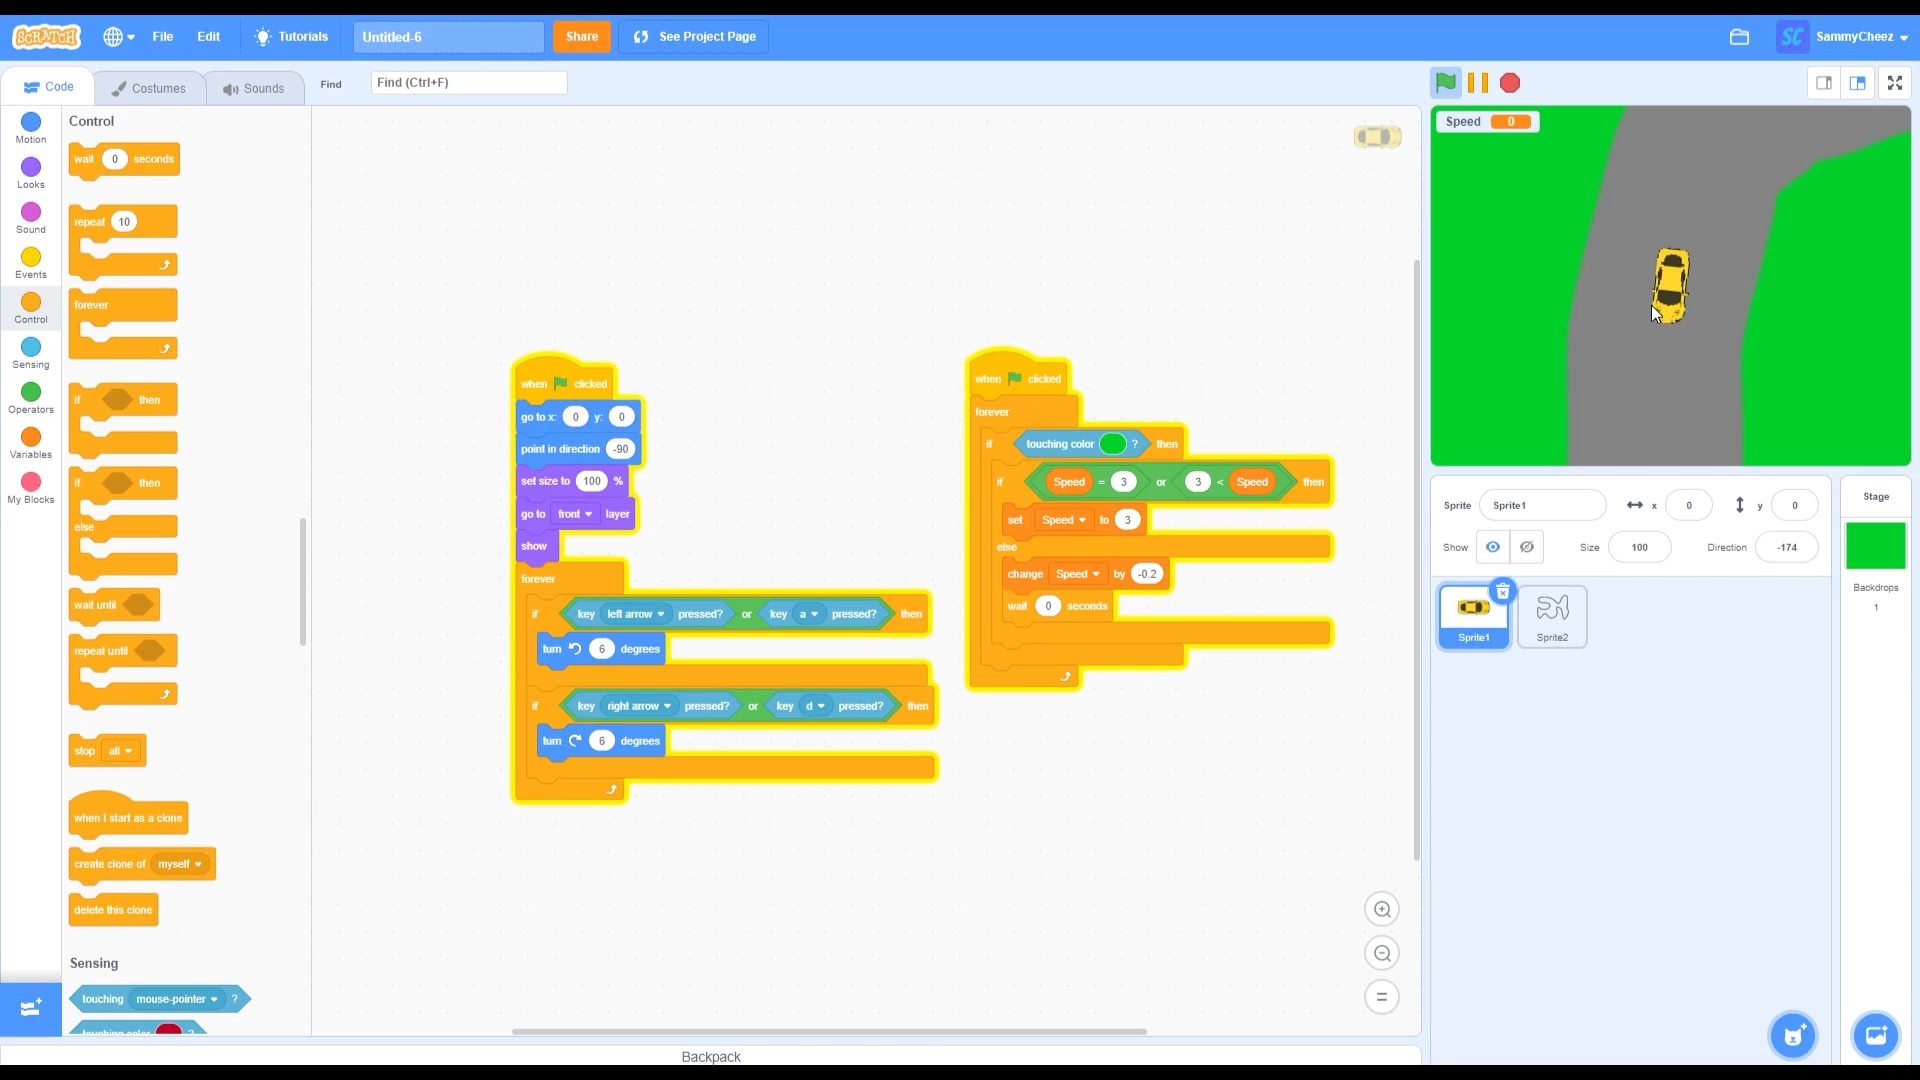 SCRATCH File Edit Tutorials Untitled-6 Share See Project Page SC SammyCheez
Code Costumes Sounds Find Find (Ctrl+F)
Motion
Looks
Sound
Events
Control
Sensing
Operators
Variables
My Blocks
Control
wait 0 seconds
repeat 10
forever
if then
if then
else
wait until
repeat until
stop all
when I start as a clone
create clone of myself
delete this clone
Sensing
touching mouse-pointer ?
touching color ?
when clicked
go to x: 0 y: 0
point in direction -90
set size to 100 %
go to front layer
show
forever
if key left arrow pressed? or key a pressed? then
turn 6 degrees
if key right arrow pressed? or key d pressed? then
turn 6 degrees
when clicked
forever
if touching color ? then
if Speed = 3 or 3 < Speed then
set Speed to 3
else
change Speed by -0.2
wait 0 seconds
Speed 0
Sprite Sprite1 x 0 y 0
Show Size 100 Direction -174
Sprite1 Sprite2
Stage
Backdrops
1
Backpack